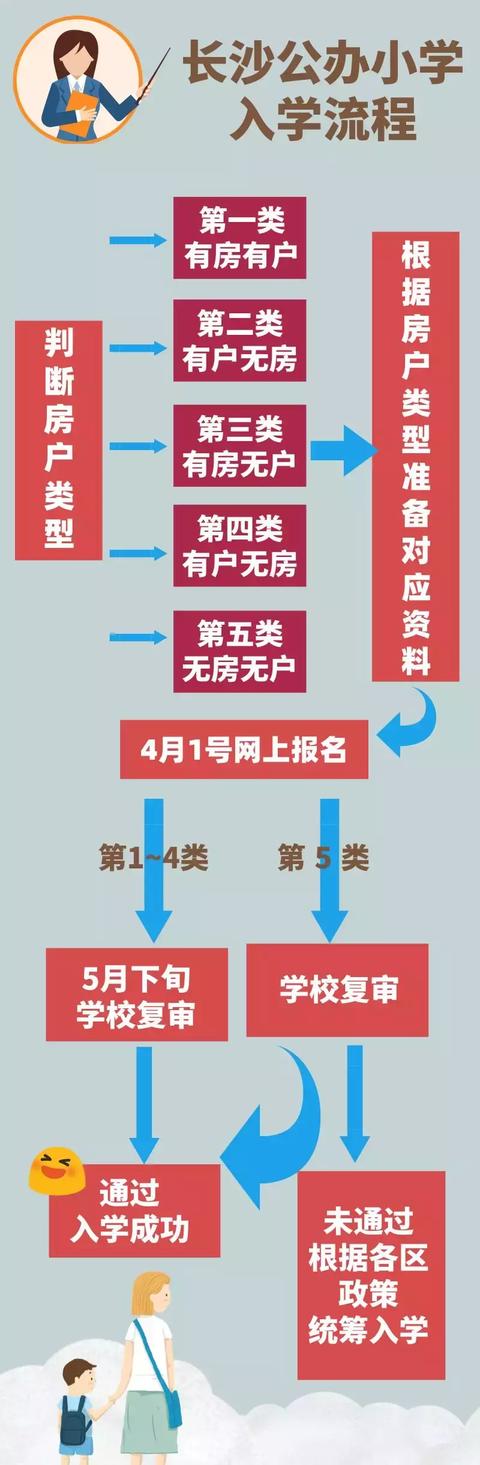 长沙公办小学
入学流程
判断房户类型
第一类
有房有户
第二类
有户无房
第三类
有房无户
第四类
有户无房
第五类
无房无户
根据房户类型准备对应资料
4月1号网上报名
第1~4类
第 5 类
5月下旬
学校复审
学校复审
通过
入学成功
未通过
根据各区
政策
统筹入学